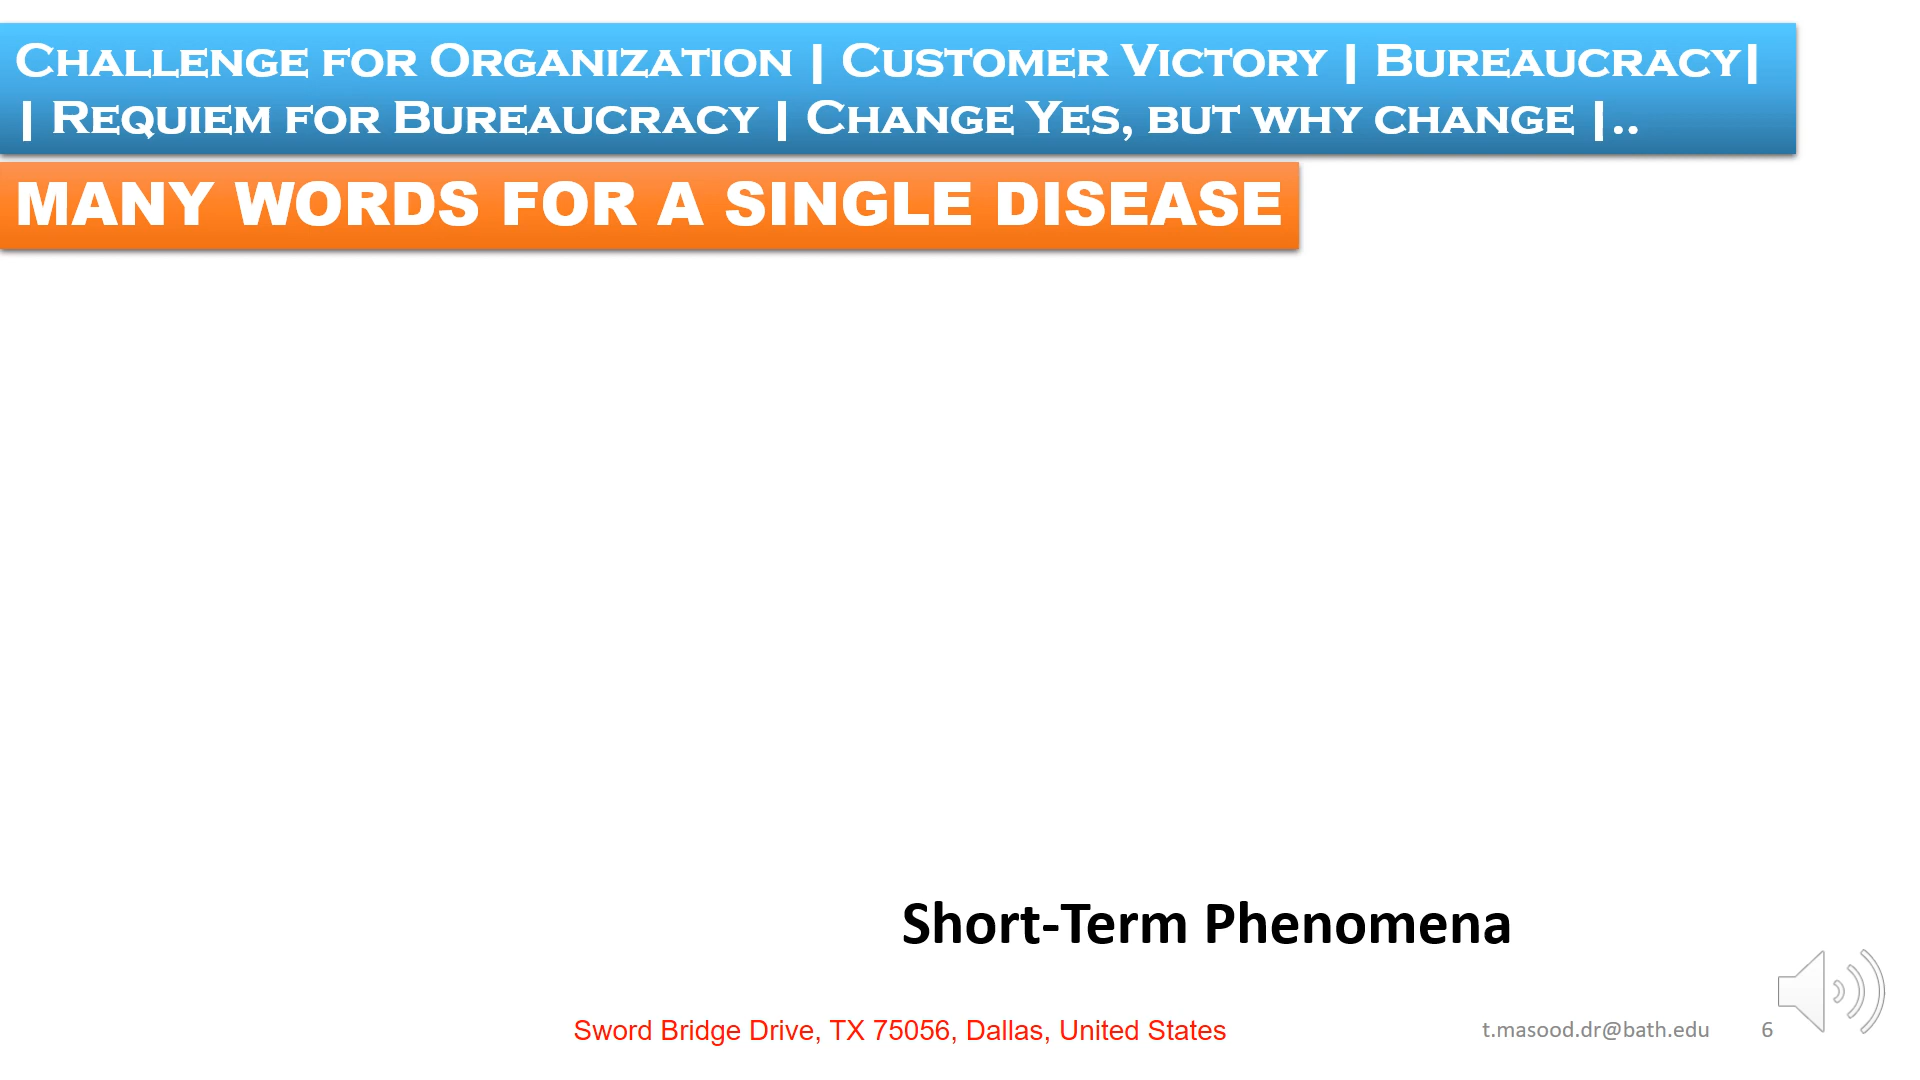 Challenge for Organization | Customer Victory | Bureaucracy|
| Requiem for Bureaucracy | Change Yes, but why change |..
MANY WORDS FOR A SINGLE DISEASE
Short-Term Phenomena
Sword Bridge Drive, TX 75056, Dallas, United States
t.masood.dr@bath.edu 6